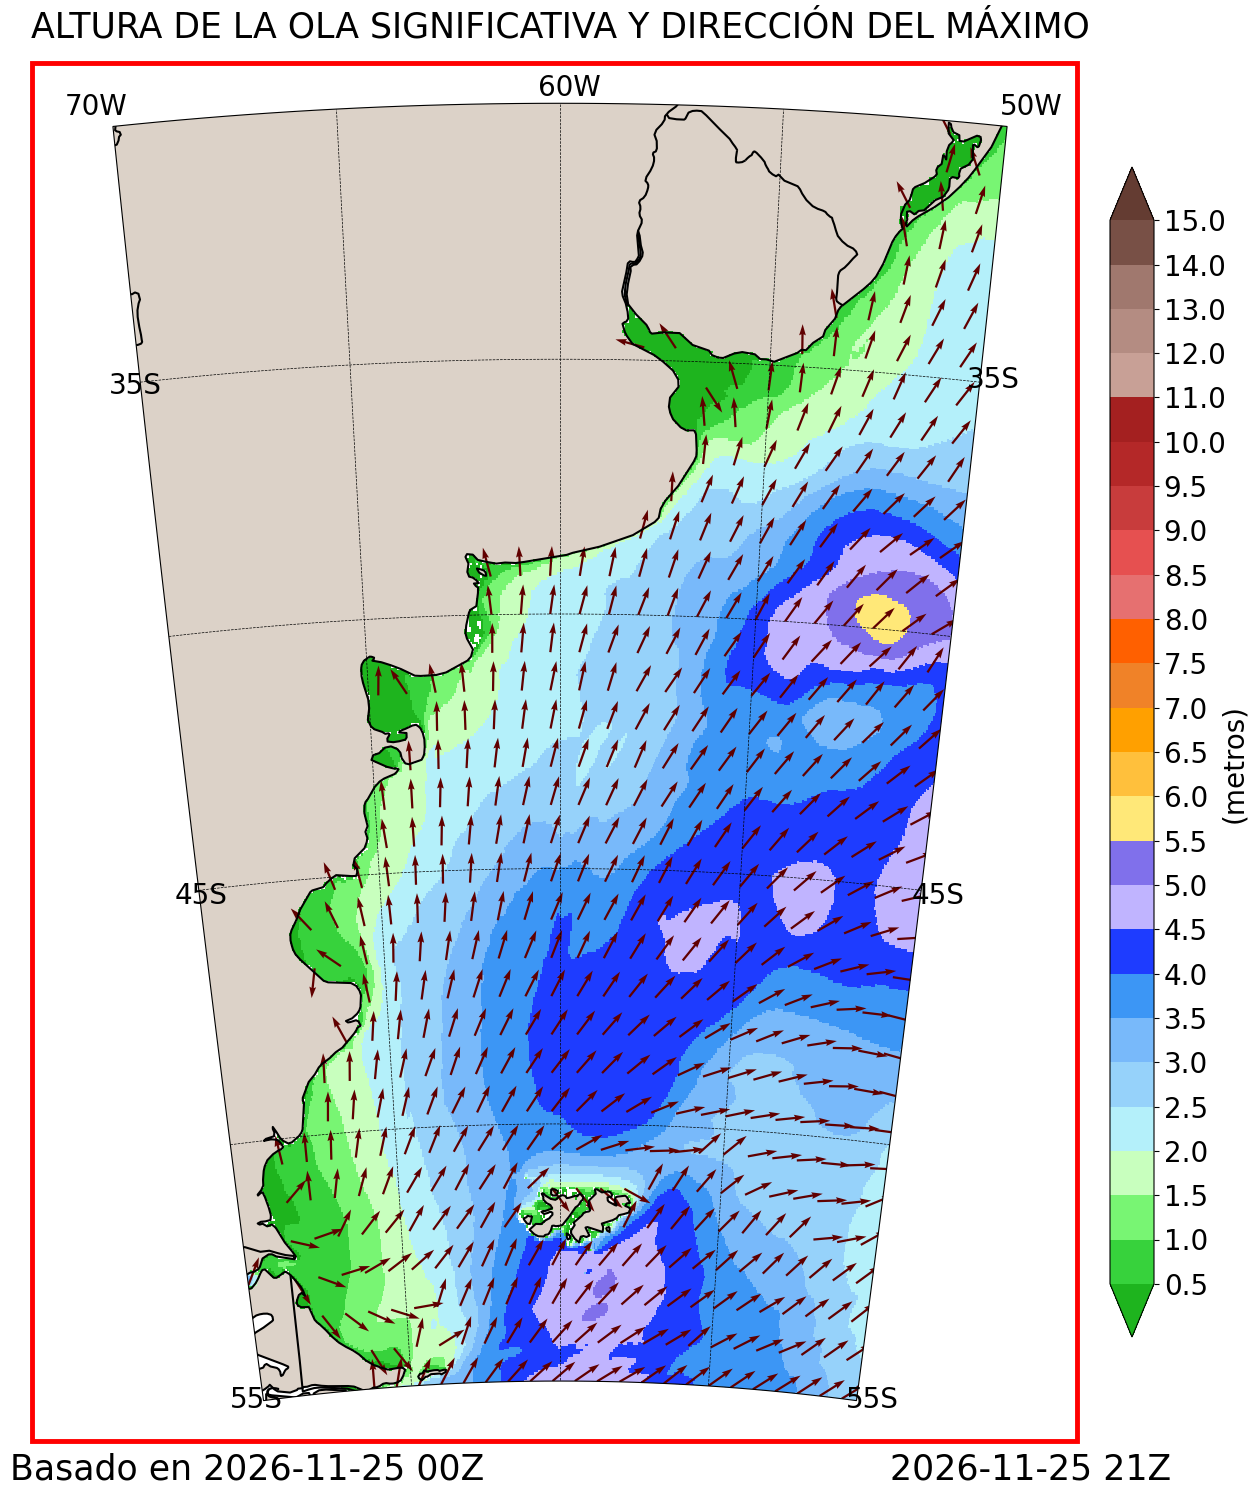 ALTURA DE LA OLA SIGNIFICATIVA Y DIRECCIÓN DEL MÁXIMO
70W
60W
50W
35S
35S
45S
45S
55S
55S
15.0
14.0
13.0
12.0
11.0
10.0
9.5
9.0
8.5
8.0
7.5
7.0
6.5
6.0
5.5
5.0
4.5
4.0
3.5
3.0
2.5
2.0
1.5
1.0
0.5
(metros)
Basado en 2026-11-25 00Z
2026-11-25 21Z